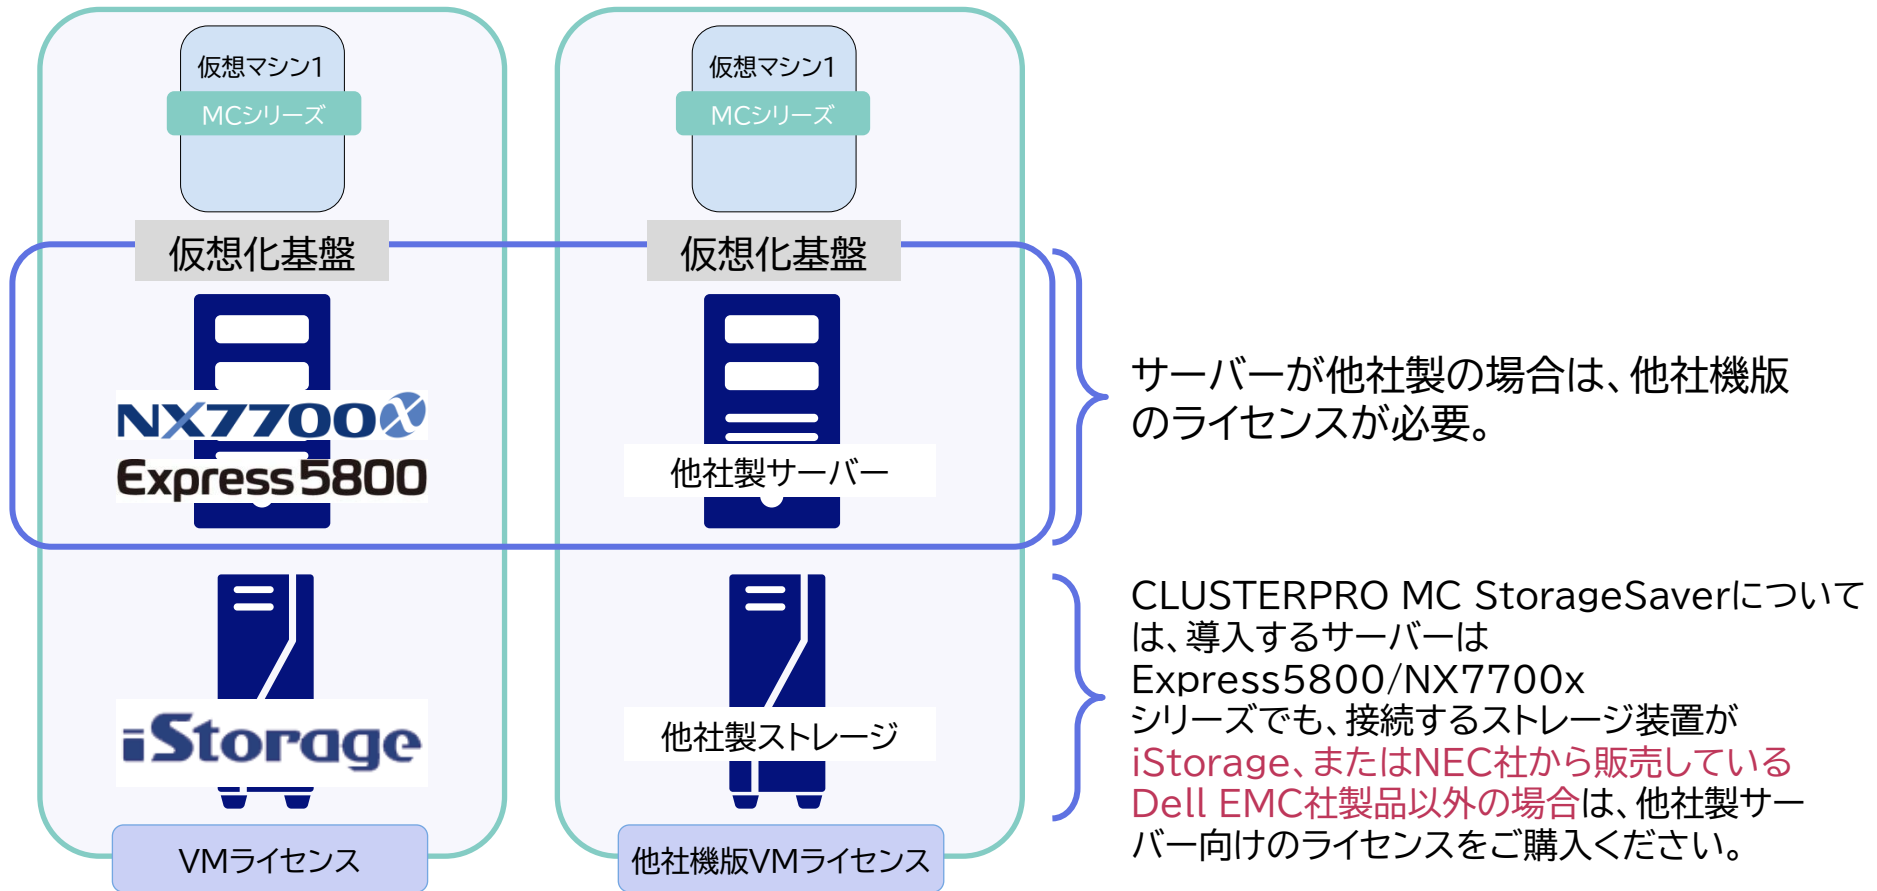 仮想マシン1
MCシリーズ
仮想化基盤
NX7700X
Express5800
iStorage
VMライセンス
仮想マシン1
MCシリーズ
仮想化基盤
他社製サーバー
他社製ストレージ
他社機版VMライセンス
サーバーが他社製の場合は、他社機版
のライセンスが必要。
CLUSTERPRO MC StorageSaverについて
は、導入するサーバーは
Express5800/NX7700x
シリーズでも、接続するストレージ装置が
iStorage、またはNEC社から販売している
Dell EMC社製品以外の場合は、他社製サー
バー向けのライセンスをご購入ください。